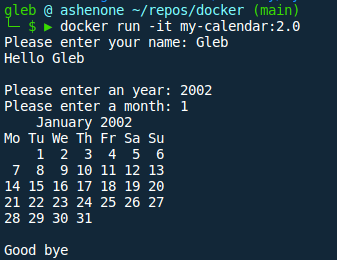 gleb @ ashenone ~/repos/docker (main)
└─ $ ▶ docker run -it my-calendar:2.0
Please enter your name: Gleb
Hello Gleb

Please enter an year: 2002
Please enter a month: 1
    January 2002
Mo Tu We Th Fr Sa Su
    1  2  3  4  5  6
 7  8  9 10 11 12 13
14 15 16 17 18 19 20
21 22 23 24 25 26 27
28 29 30 31

Good bye